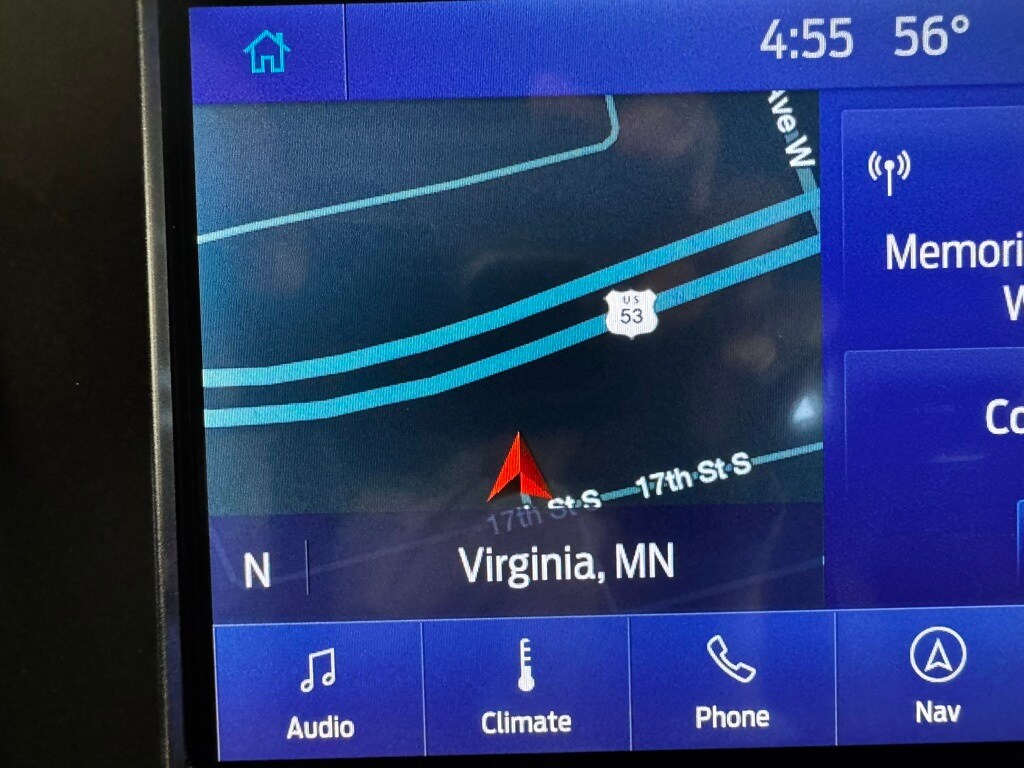 4:55 56°
Ave W
Memori
W
US
53
Co
17th St S
17th St S
N
Virginia, MN
Audio
Climate
Phone
Nav